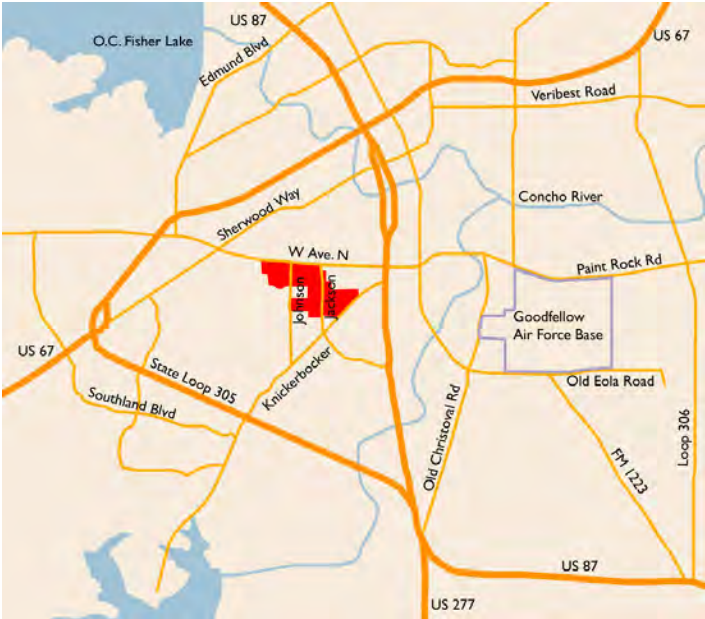 US 87
US 67
O.C. Fisher Lake
Edmund Blvd
Veribest Road
Sherwood Way
Concho River
W Ave. N
Paint Rock Rd
Johnson
Jackson
Goodfellow
Air Force Base
US 67
State Loop 305
Knickerbocker
Old Eola Road
Southland Blvd
Old Christoval Rd
Loop 306
FM 1223
US 87
US 277